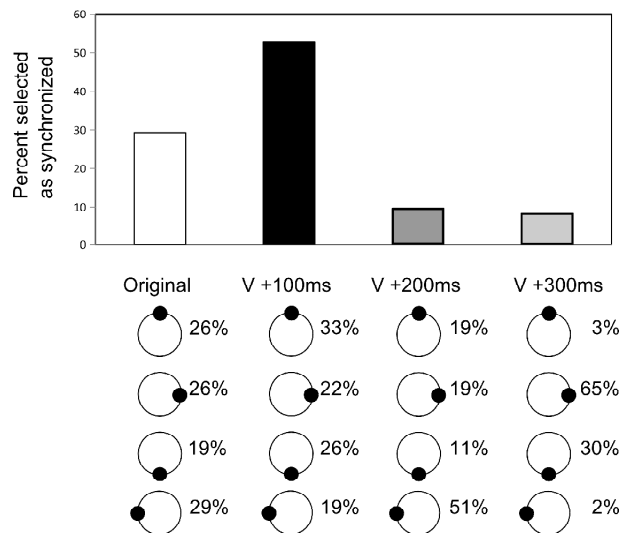 Percent selected
as synchronized
60
50
40
30
20
10
0
Original V +100ms V +200ms V +300ms
26% 33% 19% 3%
26% 22% 19% 65%
19% 26% 11% 30%
29% 19% 51% 2%